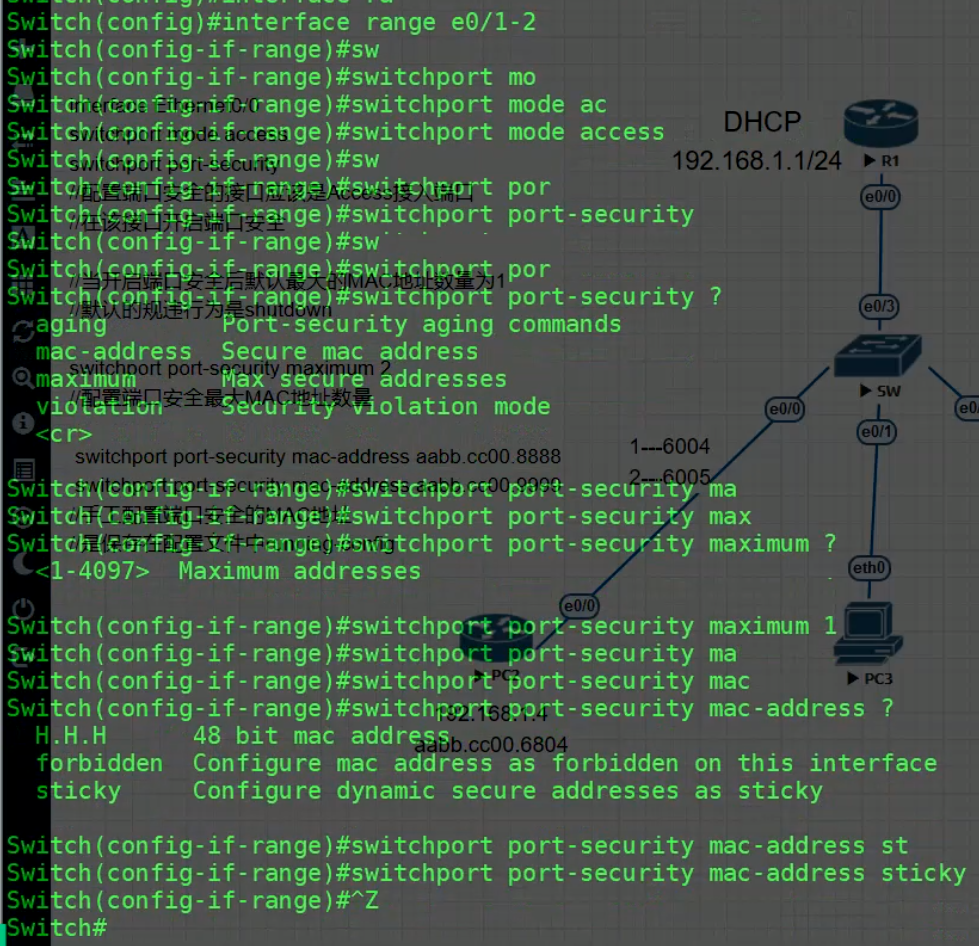 Switch(config)#interface range e0/1-2
Switch(config-if-range)#sw
Switch(config-if-range)#switchport mo
Switch(config-if-range)#switchport mode ac
Switch(config-if-range)#switchport mode access
Switch(config-if-range)#sw
Switch(config-if-range)#switchport por
Switch(config-if-range)#switchport port-security
Switch(config-if-range)#sw
Switch(config-if-range)#switchport por
Switch(config-if-range)#switchport port-security ?
aging Port-security aging commands
mac-address Secure mac address
maximum Max secure addresses
violation Security violation mode
<cr>
Switch(config-if-range)#switchport port-security ma
Switch(config-if-range)#switchport port-security max
Switch(config-if-range)#switchport port-security maximum ?
<1-4097> Maximum addresses
Switch(config-if-range)#switchport port-security maximum 1
Switch(config-if-range)#switchport port-security ma
Switch(config-if-range)#switchport port-security mac
Switch(config-if-range)#switchport port-security mac-address ?
H.H.H 48 bit mac address
forbidden Configure mac address as forbidden on this interface
sticky Configure dynamic secure addresses as sticky
Switch(config-if-range)#switchport port-security mac-address st
Switch(config-if-range)#switchport port-security mac-address sticky
Switch(config-if-range)#^Z
Switch#
interface Ethernet0/0
switchport mode access
switchport port-security
//配置端口安全的接口应该是Access接入端口
//在该接口开启端口安全
//当开启端口安全后默认最大的MAC地址数量为1
//默认的规违行为是shutdown
switchport port-security maximum 2
//配置端口安全最大MAC地址数量
switchport port-security mac-address aabb.cc00.8888
switchport port-security mac-address aabb.cc00.9999
//手工配置端口安全的MAC地址
DHCP
192.168.1.1/24
R1
e0/0
e0/3
SW
e0/0
e0/
e0/1
1---6004
2---6005
eth0
e0/0
PC2
PC3
192.168.1.4
aabb.cc00.6804